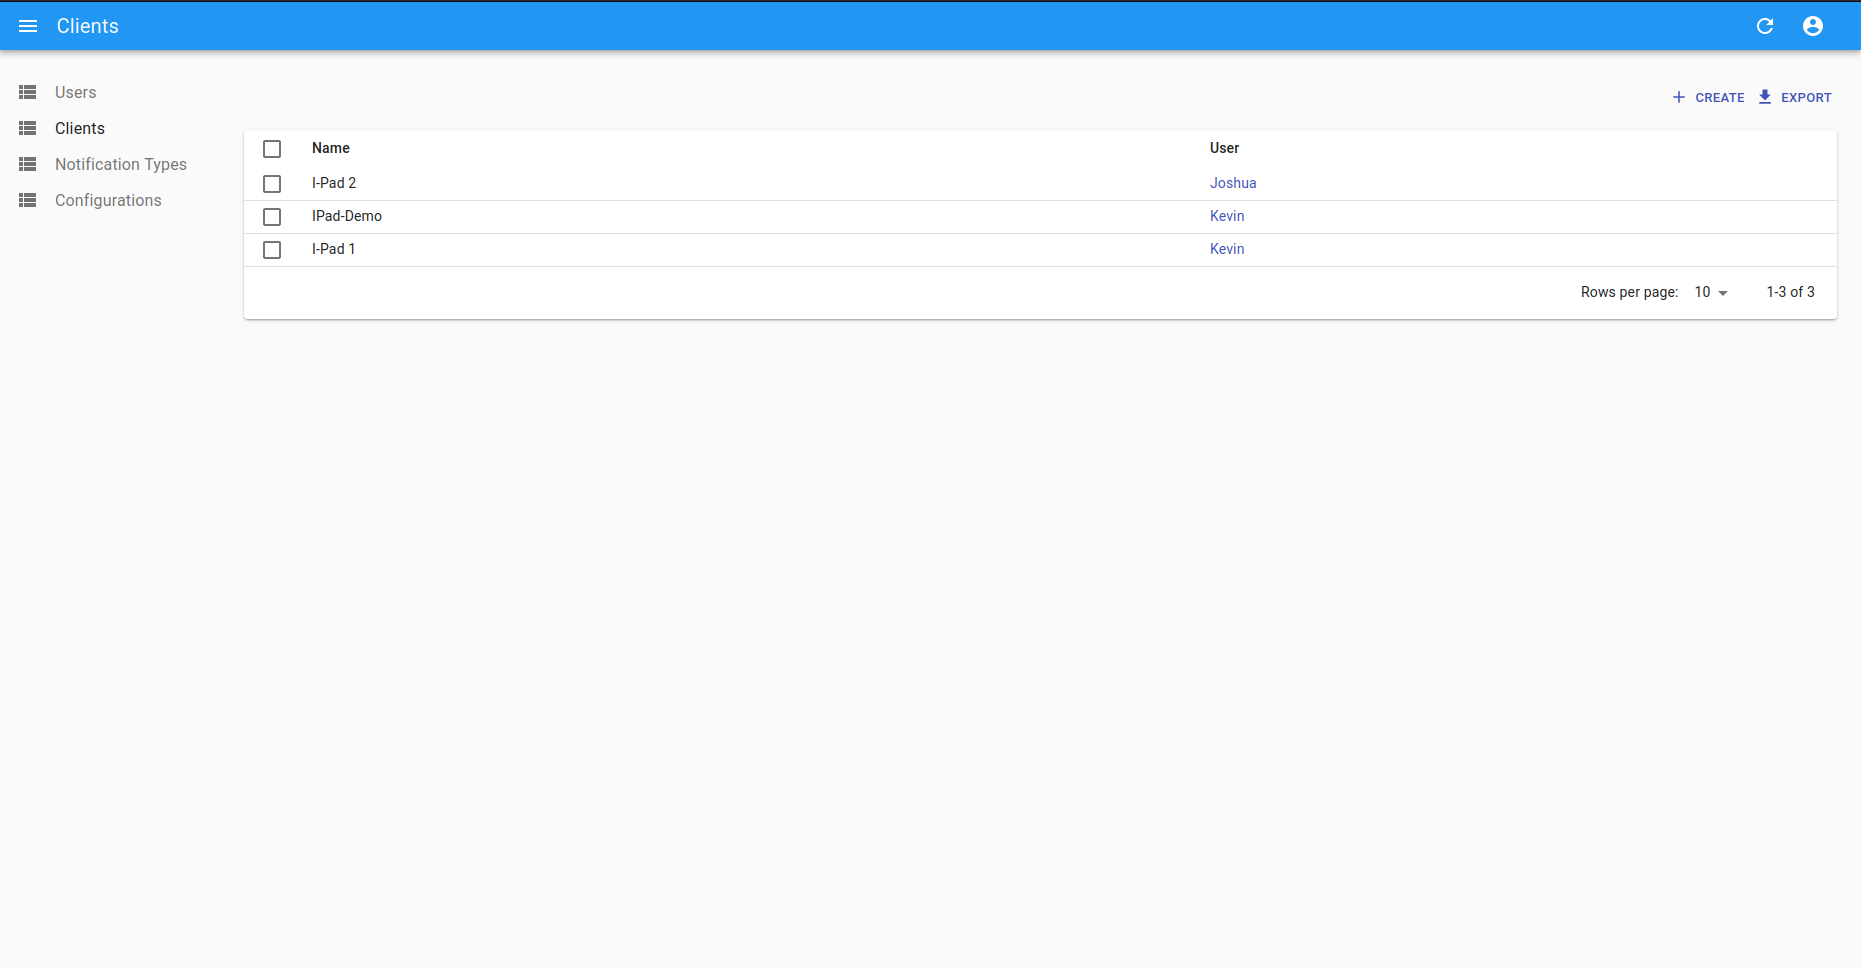 Clients
Users
Clients
Notification Types
Configurations
CREATE EXPORT
Name User
I-Pad 2 Joshua
IPad-Demo Kevin
I-Pad 1 Kevin
Rows per page: 10 1-3 of 3